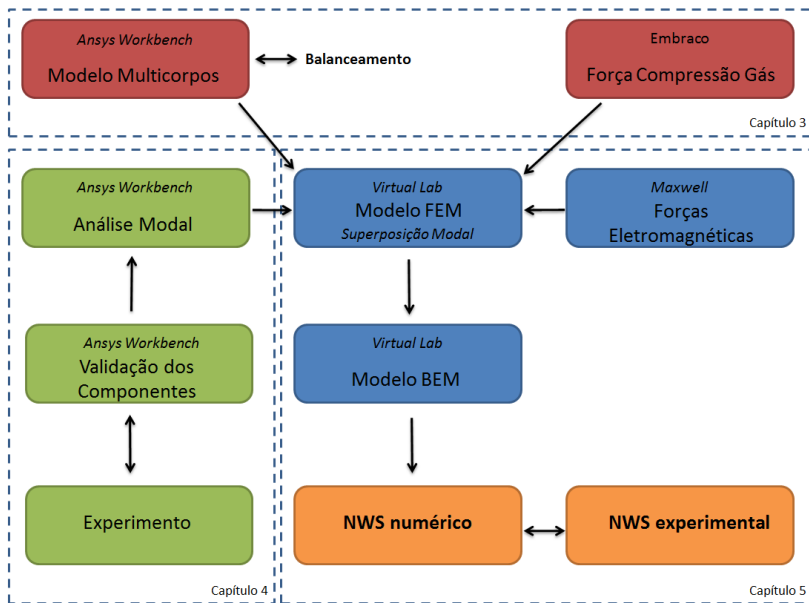 Ansys Workbench
Modelo Multicorpos
Balanceamento
Embraco
Força Compressão Gás
Capítulo 3
Ansys Workbench
Análise Modal
Virtual Lab
Modelo FEM
Superposição Modal
Maxwell
Forças
Eletromagnéticas
Ansys Workbench
Validação dos
Componentes
Virtual Lab
Modelo BEM
Experimento
NWS numérico
NWS experimental
Capítulo 4
Capítulo 5